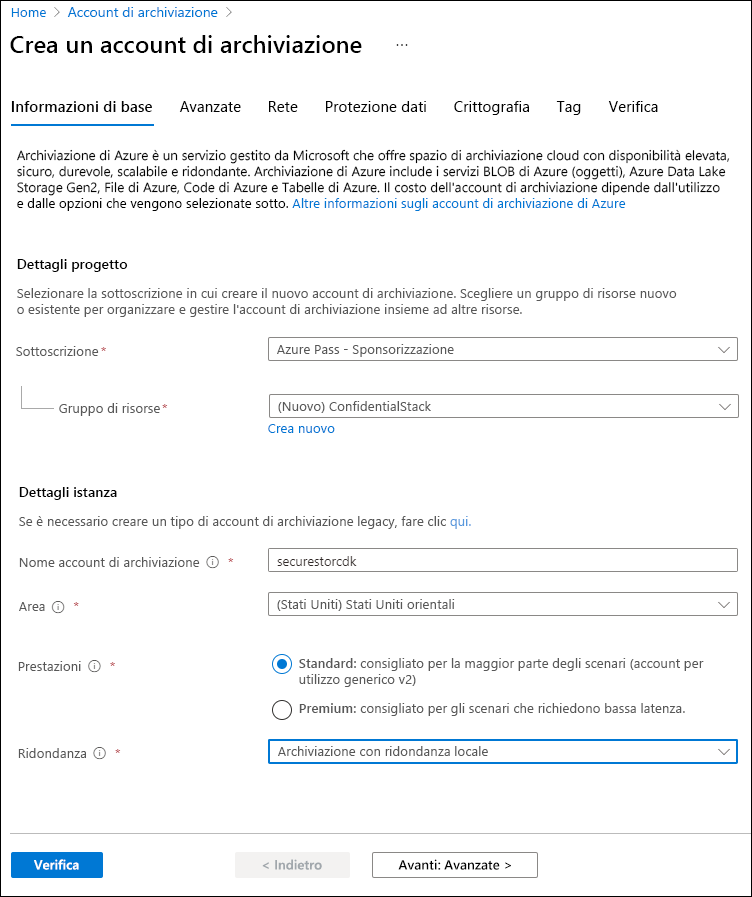 Home > Account di archiviazione >
Crea un account di archiviazione ...
Informazioni di base Avanzate Rete Protezione dati Crittografia Tag Verifica
Archiviazione di Azure è un servizio gestito da Microsoft che offre spazio di archiviazione cloud con disponibilità elevata,
sicuro, durevole, scalabile e ridondante. Archiviazione di Azure include i servizi BLOB di Azure (oggetti), Azure Data Lake
Storage Gen2, File di Azure, Code di Azure e Tabelle di Azure. Il costo dell'account di archiviazione dipende dall'utilizzo
e dalle opzioni che vengono selezionate sotto. Altre informazioni sugli account di archiviazione di Azure
Dettagli progetto
Selezionare la sottoscrizione in cui creare il nuovo account di archiviazione. Scegliere un gruppo di risorse nuovo
o esistente per organizzare e gestire l'account di archiviazione insieme ad altre risorse.
Sottoscrizione * Azure Pass - Sponsorizzazione
Gruppo di risorse * (Nuovo) ConfidentialStack
Crea nuovo
Dettagli istanza
Se è necessario creare un tipo di account di archiviazione legacy, fare clic qui.
Nome account di archiviazione * securestorcdk
Area * (Stati Uniti) Stati Uniti orientali
Prestazioni * Standard: consigliato per la maggior parte degli scenari (account per
utilizzo generico v2)
Premium: consigliato per gli scenari che richiedono bassa latenza.
Ridondanza * Archiviazione con ridondanza locale
Verifica < Indietro Avanti: Avanzate >